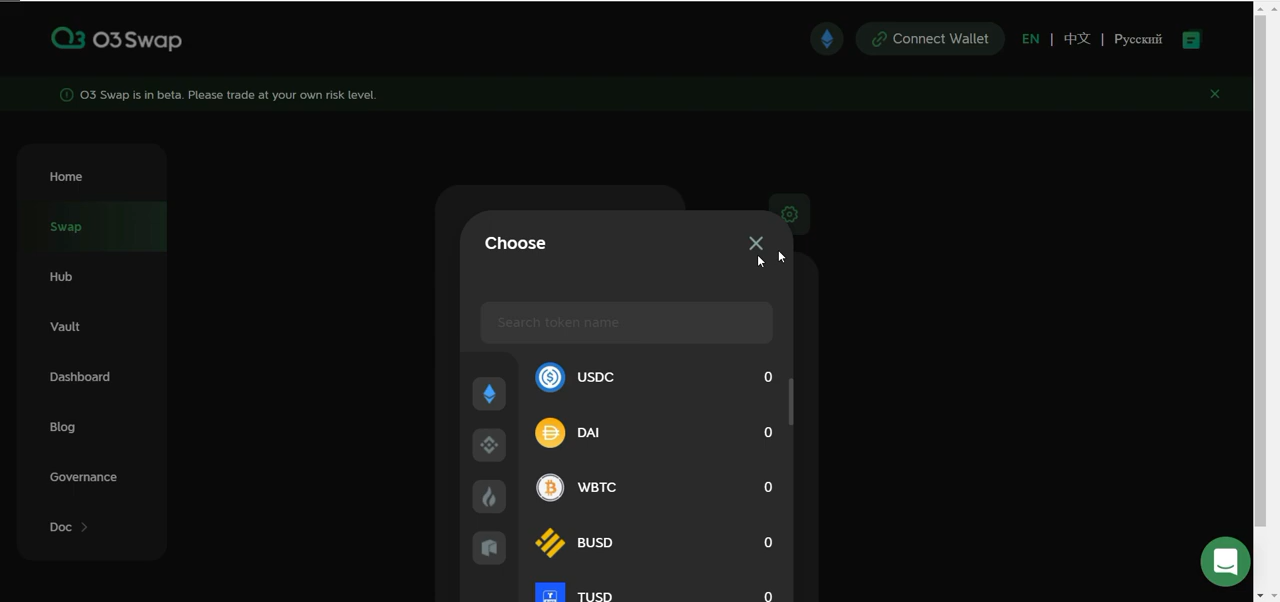 O3 Swap
Connect Wallet
EN | 中文 | Русский
O3 Swap is in beta. Please trade at your own risk level.
Home
Swap
Hub
Vault
Dashboard
Blog
Governance
Doc
Choose
Search token name
USDC 0
DAI 0
WBTC 0
BUSD 0
TUSD 0